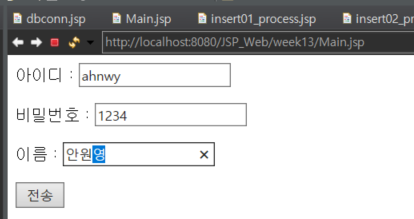 dbconn.jsp Main.jsp insert01_process.jsp insert02_p
http://localhost:8080/JSP_Web/week13/Main.jsp
아이디 : ahnwy
비밀번호 : 1234
이름 : 안원영
전송